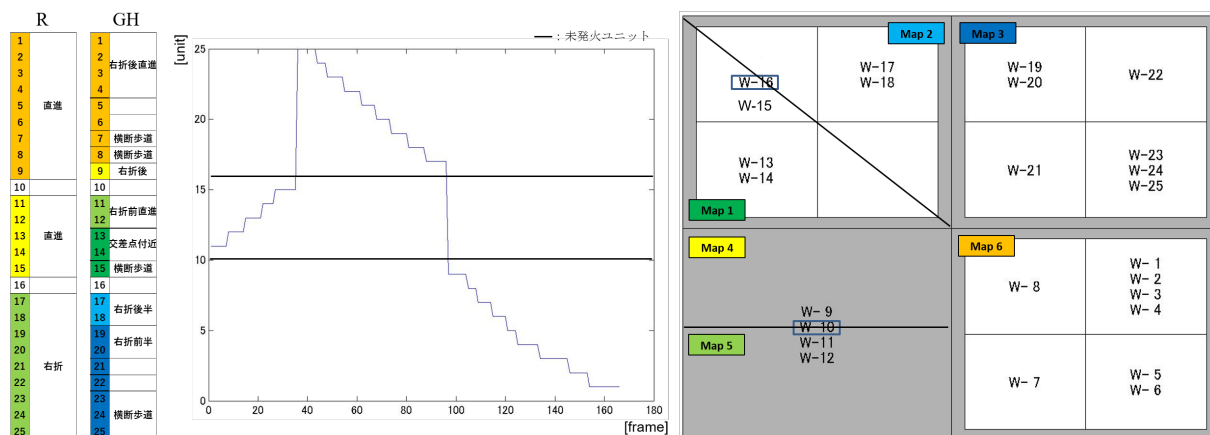 R
GH
1
2
3
4
5
6
7
8
9
10
11
12
13
14
15
16
17
18
19
20
21
22
23
24
25
直進
直進
右折
1
2
3
4
5
6
7
8
9
10
11
12
13
14
15
16
17
18
19
20
21
22
23
24
25
右折後直進
横断歩道
横断歩道
右折後
右折前直進
交差点付近
横断歩道
右折後半
右折前半
横断歩道
: 未発火ユニット
[unit]
25
20
15
10
5
0
0 20 40 60 80 100 120 140 160 180
[frame]
Map 2
W-16
W-15
W-17
W-18
W-13
W-14
Map 1
Map 3
W-19
W-20
W-22
W-21
W-23
W-24
W-25
Map 4
W- 9
W-10
Map 5
W-11
W-12
Map 6
W- 8
W- 1
W- 2
W- 3
W- 4
W- 7
W- 5
W- 6